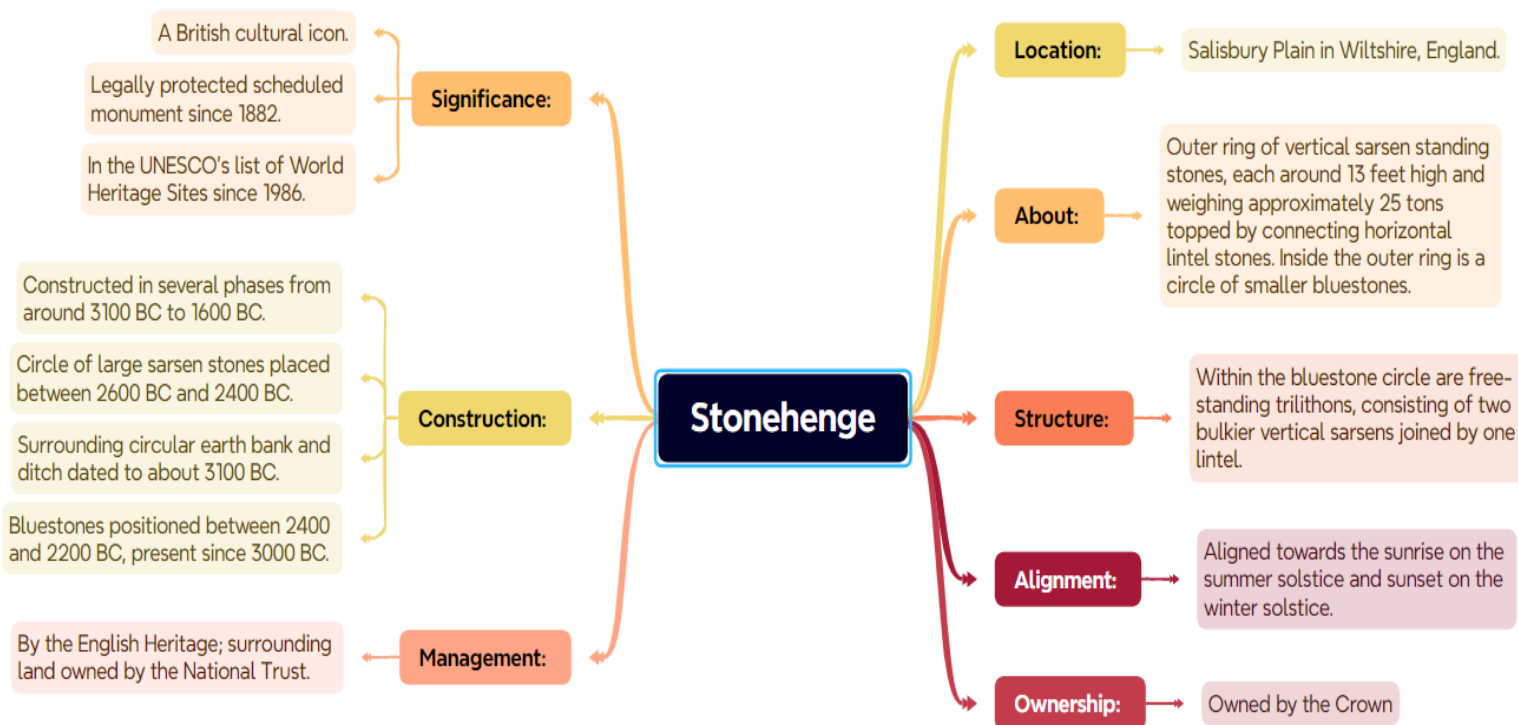 Stonehenge
Location:
Salisbury Plain in Wiltshire, England.
About:
Outer ring of vertical sarsen standing
stones, each around 13 feet high and
weighing approximately 25 tons
topped by connecting horizontal
lintel stones. Inside the outer ring is a
circle of smaller bluestones.
Structure:
Within the bluestone circle are free-
standing trilithons, consisting of two
bulkier vertical sarsens joined by one
lintel.
Alignment:
Aligned towards the sunrise on the
summer solstice and sunset on the
winter solstice.
Ownership:
Owned by the Crown
Significance:
A British cultural icon.
Legally protected scheduled
monument since 1882.
In the UNESCO's list of World
Heritage Sites since 1986.
Construction:
Constructed in several phases from
around 3100 BC to 1600 BC.
Circle of large sarsen stones placed
between 2600 BC and 2400 BC.
Surrounding circular earth bank and
ditch dated to about 3100 BC.
Bluestones positioned between 2400
and 2200 BC, present since 3000 BC.
Management:
By the English Heritage; surrounding
land owned by the National Trust.